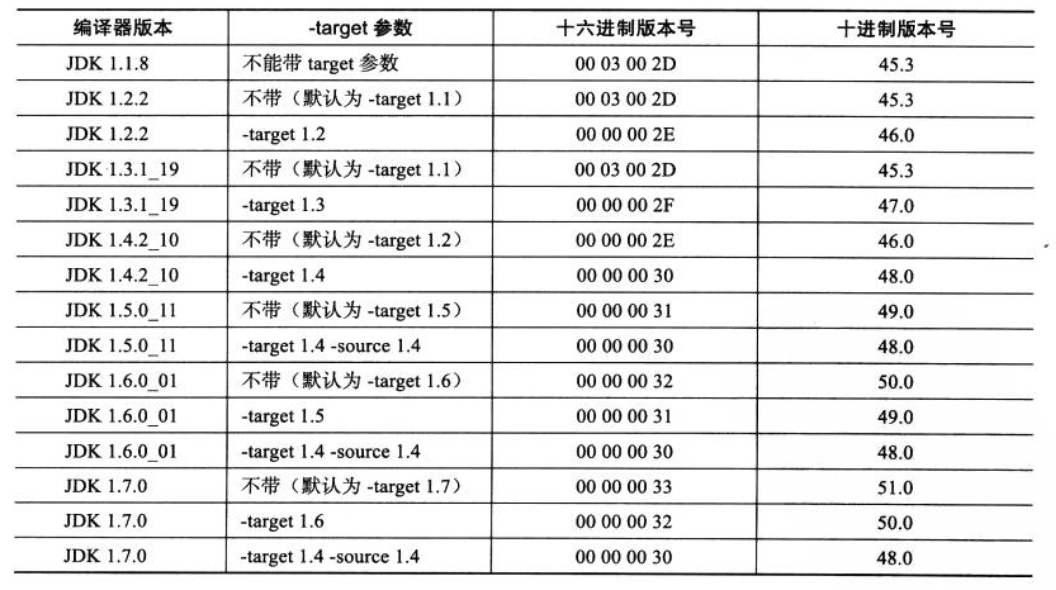 编译器版本 -target 参数 十六进制版本号 十进制版本号
JDK 1.1.8 不能带 target 参数 00 03 00 2D 45.3
JDK 1.2.2 不带（默认为 -target 1.1） 00 03 00 2D 45.3
JDK 1.2.2 -target 1.2 00 00 00 2E 46.0
JDK 1.3.1_19 不带（默认为 -target 1.1） 00 03 00 2D 45.3
JDK 1.3.1_19 -target 1.3 00 00 00 2F 47.0
JDK 1.4.2_10 不带（默认为 -target 1.2） 00 00 00 2E 46.0
JDK 1.4.2_10 -target 1.4 00 00 00 30 48.0
JDK 1.5.0_11 不带（默认为 -target 1.5） 00 00 00 31 49.0
JDK 1.5.0_11 -target 1.4 -source 1.4 00 00 00 30 48.0
JDK 1.6.0_01 不带（默认为 -target 1.6） 00 00 00 32 50.0
JDK 1.6.0_01 -target 1.5 00 00 00 31 49.0
JDK 1.6.0_01 -target 1.4 -source 1.4 00 00 00 30 48.0
JDK 1.7.0 不带（默认为 -target 1.7） 00 00 00 33 51.0
JDK 1.7.0 -target 1.6 00 00 00 32 50.0
JDK 1.7.0 -target 1.4 -source 1.4 00 00 00 30 48.0